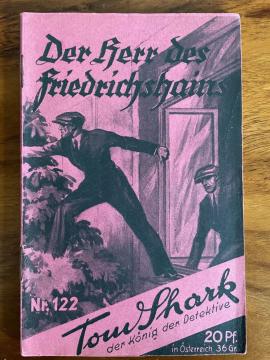 Der Herr des
Friedrichshains
Nr. 122
Tom Shark
der König der Detektive
20 Pf.
in Österreich 36 Gr.